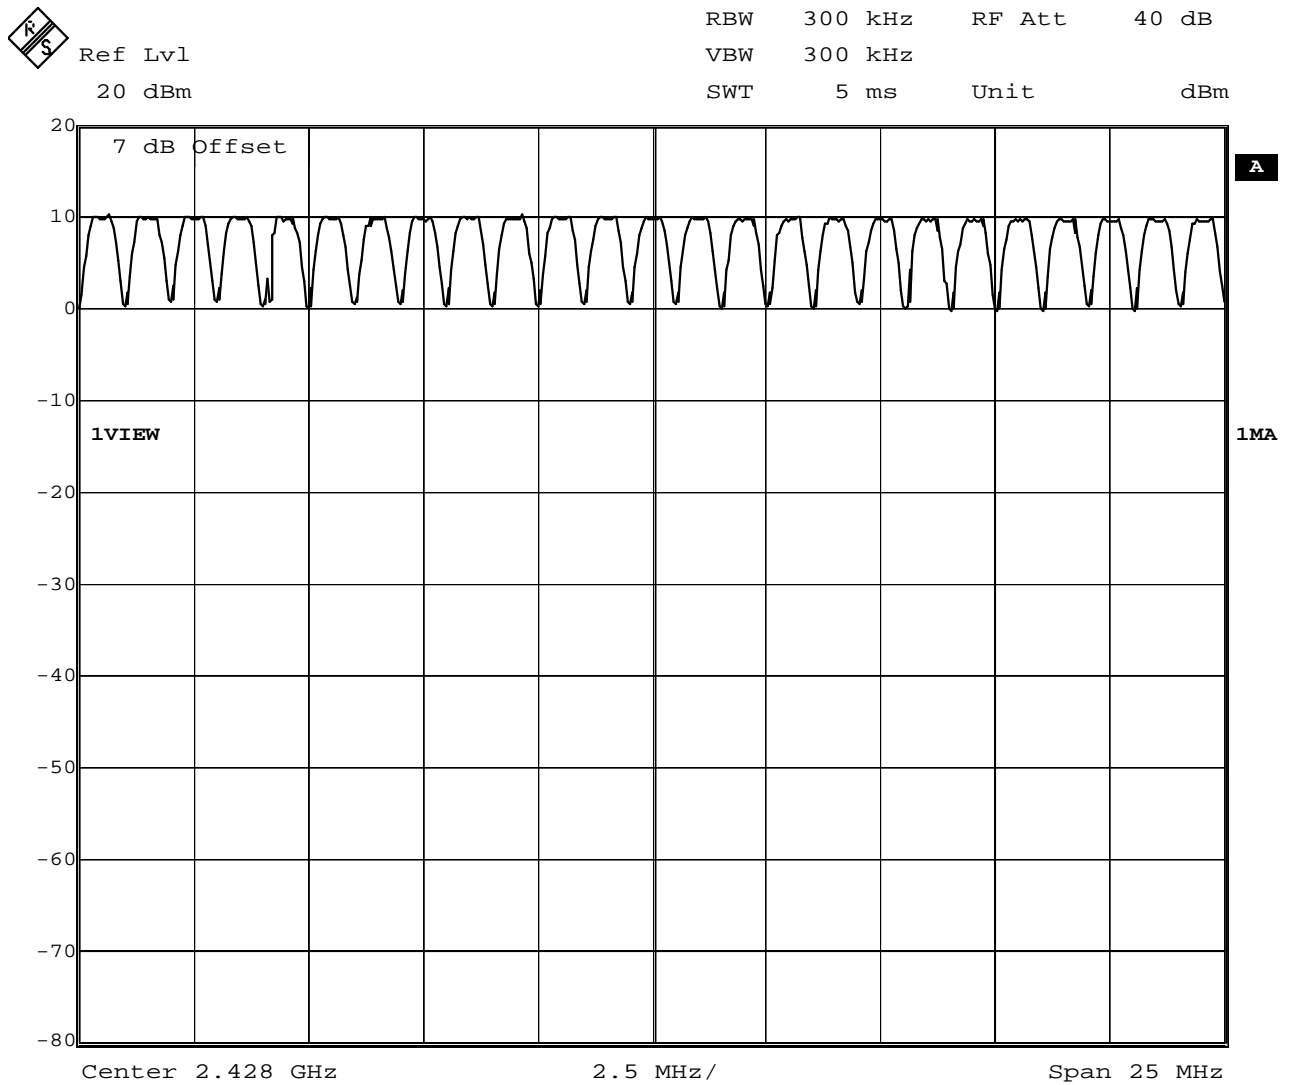 RBW 300 kHz RF Att 40 dB
Ref Lvl VBW 300 kHz
20 dBm SWT 5 ms Unit dBm
20
7 dB Offset
A
10
0
-10
1VIEW 1MA
-20
-30
-40
-50
-60
-70
-80
Center 2.428 GHz 2.5 MHz/ Span 25 MHz